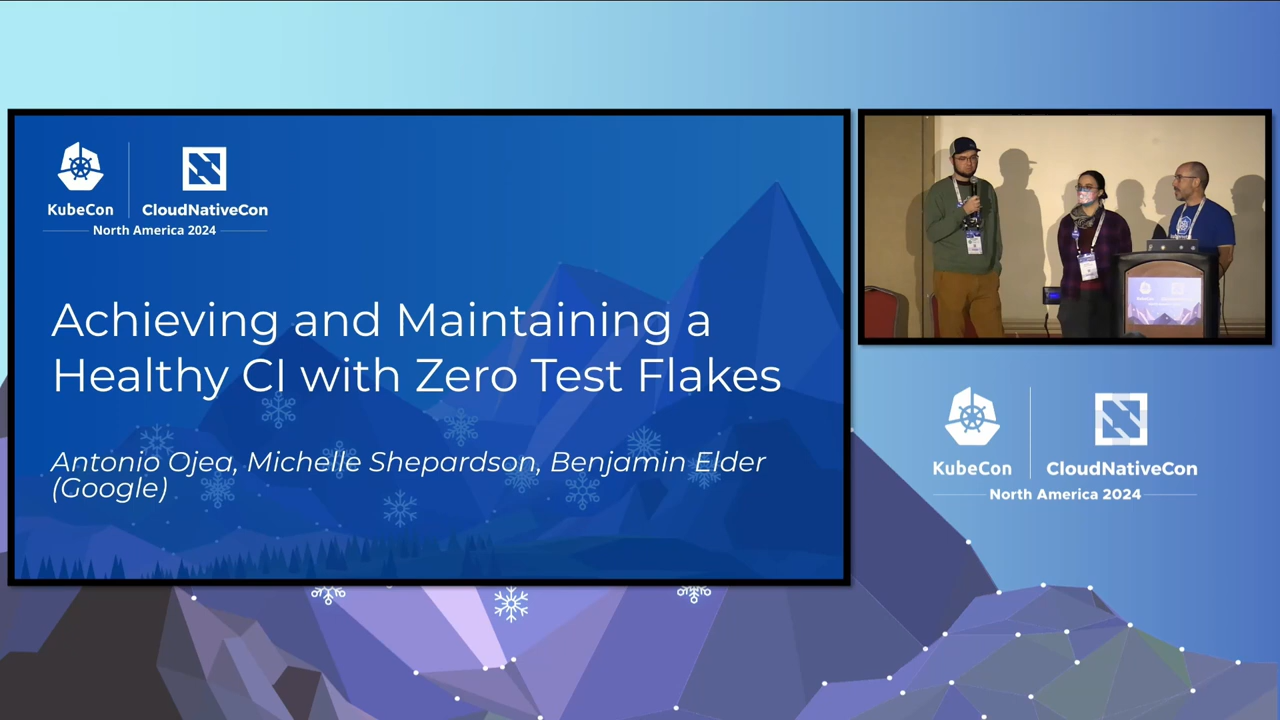 KubeCon
CloudNativeCon
North America 2024
Achieving and Maintaining a
Healthy CI with Zero Test Flakes
Antonio Ojea, Michelle Shepardson, Benjamin Elder
(Google)
KubeCon
CloudNativeCon
North America 2024